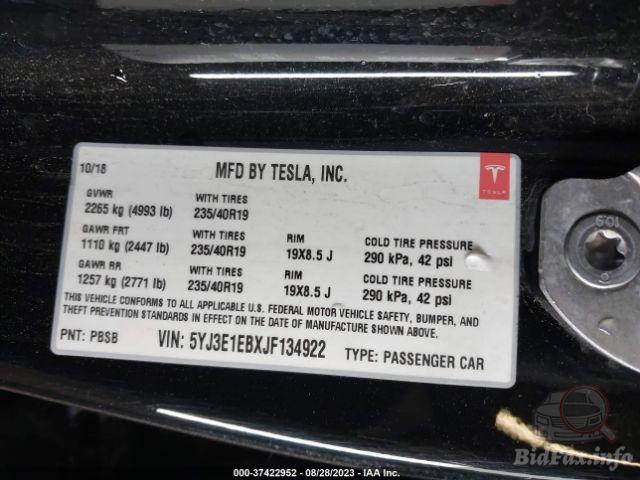 10/18 MFD BY TESLA, INC.
TESLA
GVWR WITH TIRES
2265 kg (4993 lb) 235/40R19
GAWR FRT WITH TIRES RIM COLD TIRE PRESSURE
1110 kg (2447 lb) 235/40R19 19X8.5 J 290 kPa, 42 psi
GAWR RR WITH TIRES RIM COLD TIRE PRESSURE
1257 kg (2771 lb) 235/40R19 19X8.5 J 290 kPa, 42 psi
THIS VEHICLE CONFORMS TO ALL APPLICABLE U.S. FEDERAL MOTOR VEHICLE SAFETY, BUMPER, AND
THEFT PREVENTION STANDARDS IN EFFECT ON THE DATE OF MANUFACTURE SHOWN ABOVE.
PNT: PBSB VIN: 5YJ3E1EBXJF134922 TYPE: PASSENGER CAR
BidFax.info
000-37422952 - 08/28/2023 - IAA Inc.